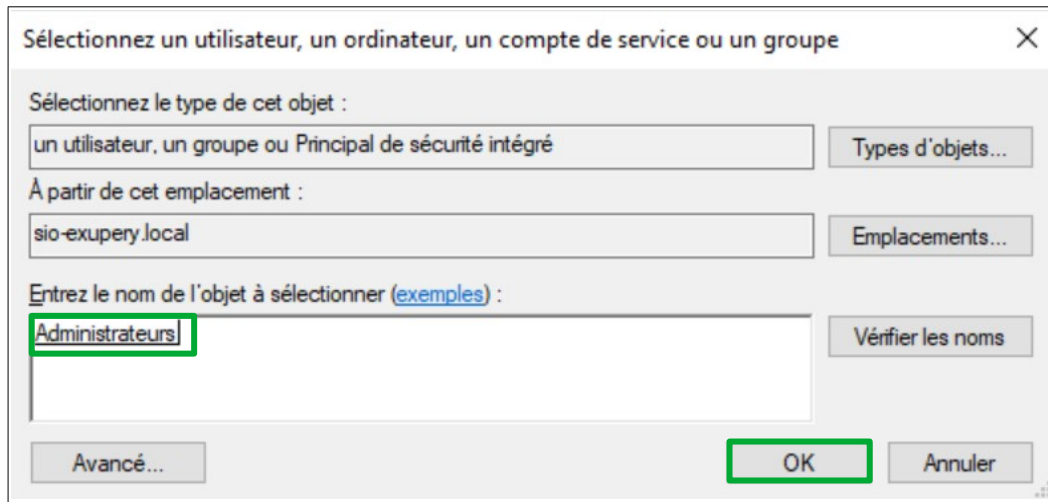 Sélectionnez un utilisateur, un ordinateur, un compte de service ou un groupe
Sélectionnez le type de cet objet :
un utilisateur, un groupe ou Principal de sécurité intégré
Types d'objets...
À partir de cet emplacement :
sio-exupery.local
Emplacements...
Entrez le nom de l'objet à sélectionner (exemples) :
Administrateurs
Vérifier les noms
Avancé...
OK
Annuler